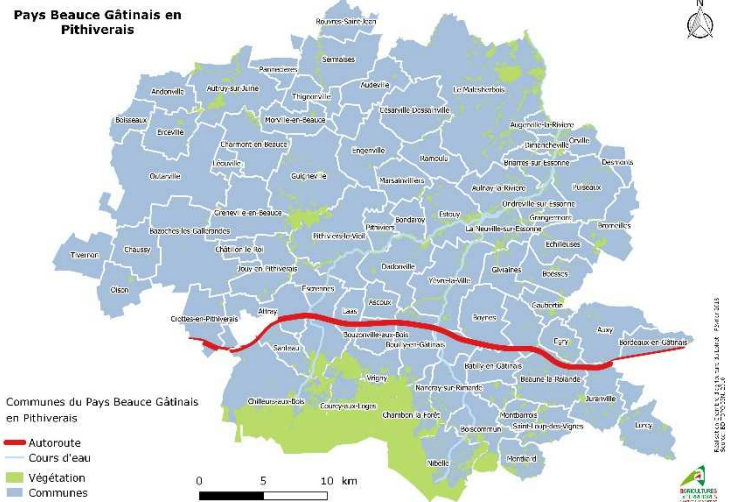 Pays Beauce Gâtinais en
Pithiverais
N
Rouvres-Saint-Jean
Sermaises
Pannecières
Audeville
Autruy-sur-Juine
Andonville
Thignonville
Le Malesherbois
Césarville-Dossainville
Boisseaux
Morville-en-Beauce
Erceville
Augerville-la-Rivière
Orville
Dimancheville
Charmont-en-Beauce
Engenville
Léouville
Ramoulu
Briarres-sur-Essonne
Desmonts
Outarville
Guigneville
Marsainvilliers
Aulnay-la-Rivière
Puiseaux
Ondreville-sur-Essonne
Greneville-en-Beauce
Estouy
Grangermont
Bondaroy
Pithiviers
La Neuville-sur-Essonne
Bromeilles
Bazoches-les-Gallerandes
Pithiviers-le-Vieil
Echilleuses
Tivernon
Chaussy
Châtillon-le-Roi
Jouy-en-Pithiverais
Dadonville
Givraines
Boësses
Yèvre-la-Ville
Oison
Escrennes
Gaubertin
Ascoux
Attray
Laas
Crottes-en-Pithiverais
Boynes
Auxy
Bouzonville-aux-Bois
Bouilly-en-Gâtinais
Egry
Bordeaux-en-Gâtinais
Santeau
Batilly-en-Gâtinais
Vrigny
Beaune-la-Rolande
Nancray-sur-Rimarde
Juranville
Chilleurs-aux-Bois
Courcy-aux-Loges
Chambon-la-Forêt
Montbarrois
Saint-Loup-des-Vignes
Boiscommun
Lorcy
Nibelle
Montliard
Communes du Pays Beauce Gâtinais
en Pithiverais
Autoroute
Cours d'eau
Végétation
Communes
0 5 10 km
AGRICULTURES
& TERRITOIRES